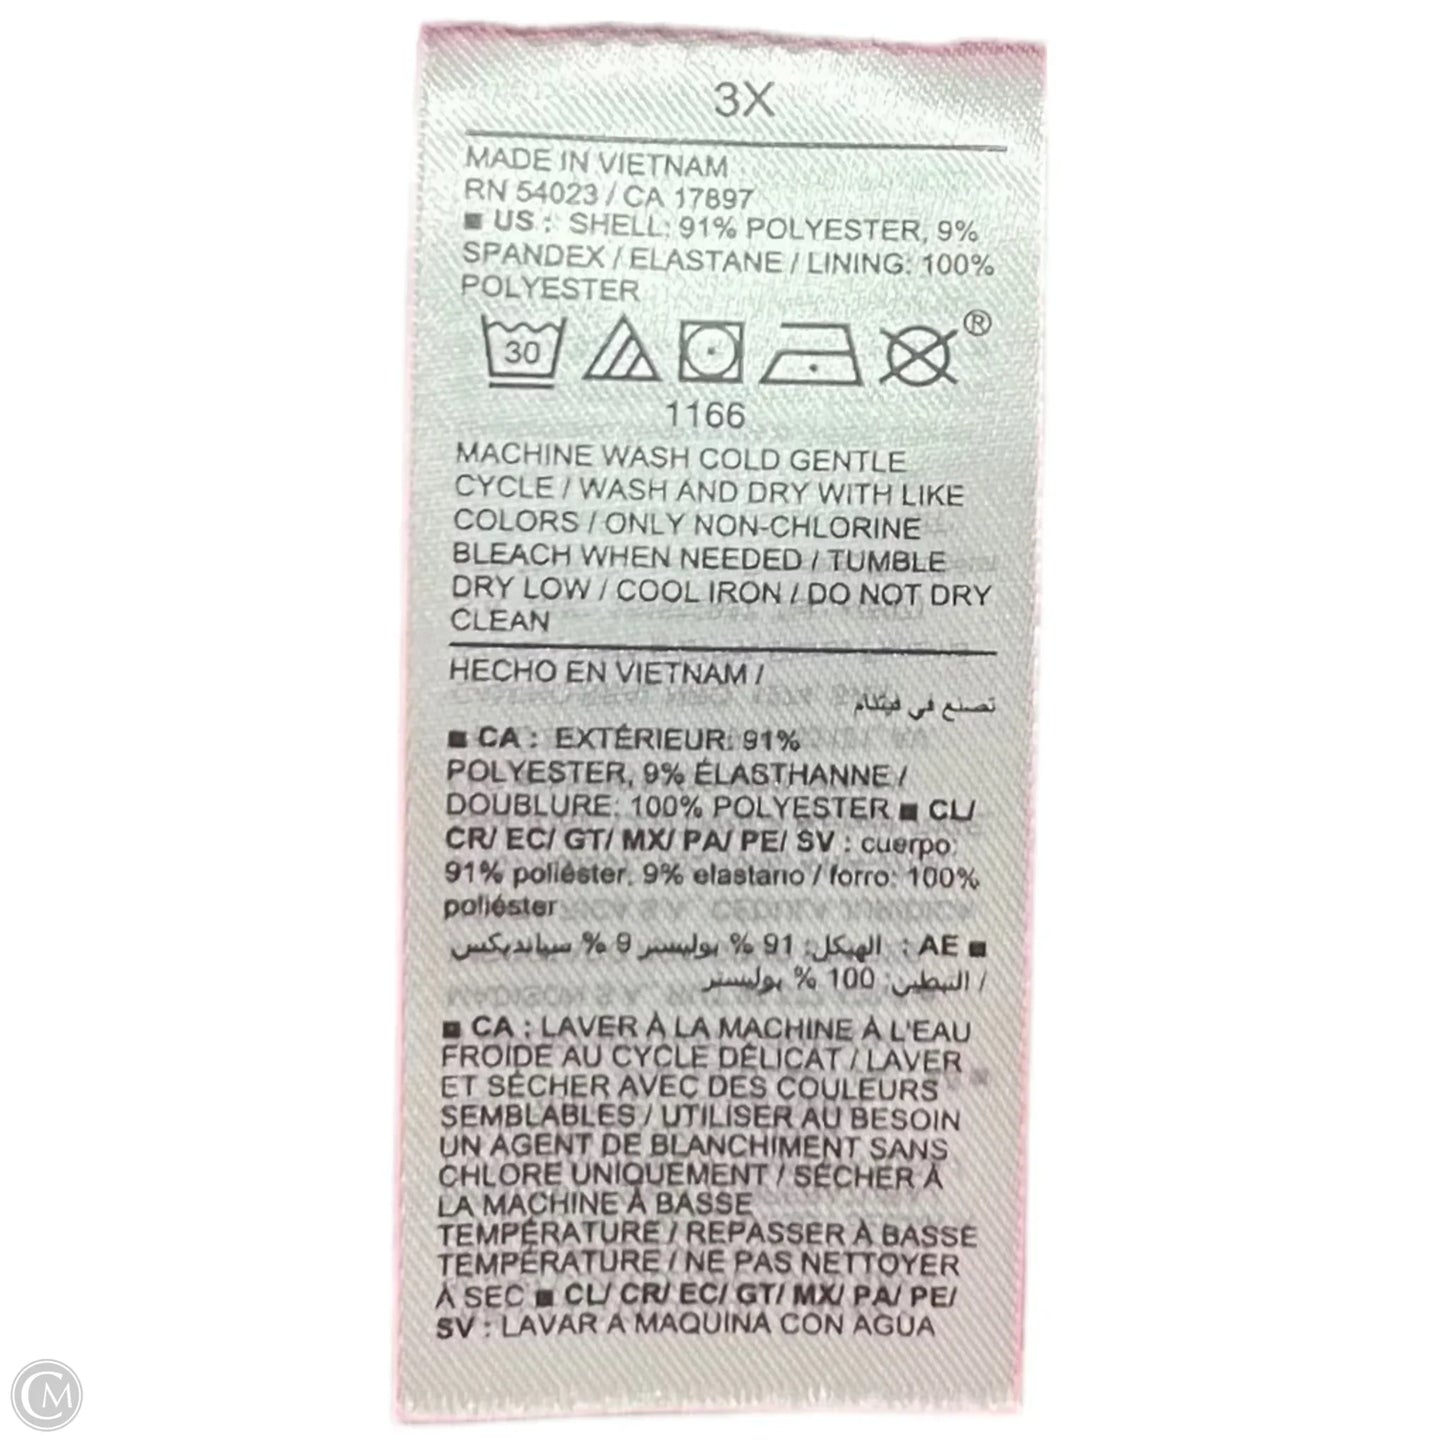 3X
MADE IN VIETNAM
RN 54023 / CA 17897
■ US : SHELL: 91% POLYESTER, 9%
SPANDEX / ELASTANE / LINING: 100%
POLYESTER
30
®
1166
MACHINE WASH COLD GENTLE
CYCLE / WASH AND DRY WITH LIKE
COLORS / ONLY NON-CHLORINE
BLEACH WHEN NEEDED / TUMBLE
DRY LOW / COOL IRON / DO NOT DRY
CLEAN
HECHO EN VIETNAM /
تصنع في فيتنام
■ CA : EXTÉRIEUR: 91%
POLYESTER, 9% ÉLASTHANNE /
DOUBLURE: 100% POLYESTER ■ CL/
CR/ EC/ GT/ MX/ PA/ PE/ SV : cuerpo:
91% poliéster, 9% elastano / forro: 100%
poliéster
■ AE : الهيكل: 91 % بوليستر 9 % سباندیکس
/ التبطين: 100 % بوليستر
■ CA : LAVER À LA MACHINE À L'EAU
FROIDE AU CYCLE DÉLICAT / LAVER
ET SÉCHER AVEC DES COULEURS
SEMBLABLES / UTILISER AU BESOIN
UN AGENT DE BLANCHIMENT SANS
CHLORE UNIQUEMENT / SÉCHER À
LA MACHINE À BASSE
TEMPÉRATURE / REPASSER À BASSE
TEMPÉRATURE / NE PAS NETTOYER
À SEC ■ CL/ CR/ EC/ GT/ MX/ PA/ PE/
SV : LAVAR A MAQUINA CON AGUA
CM